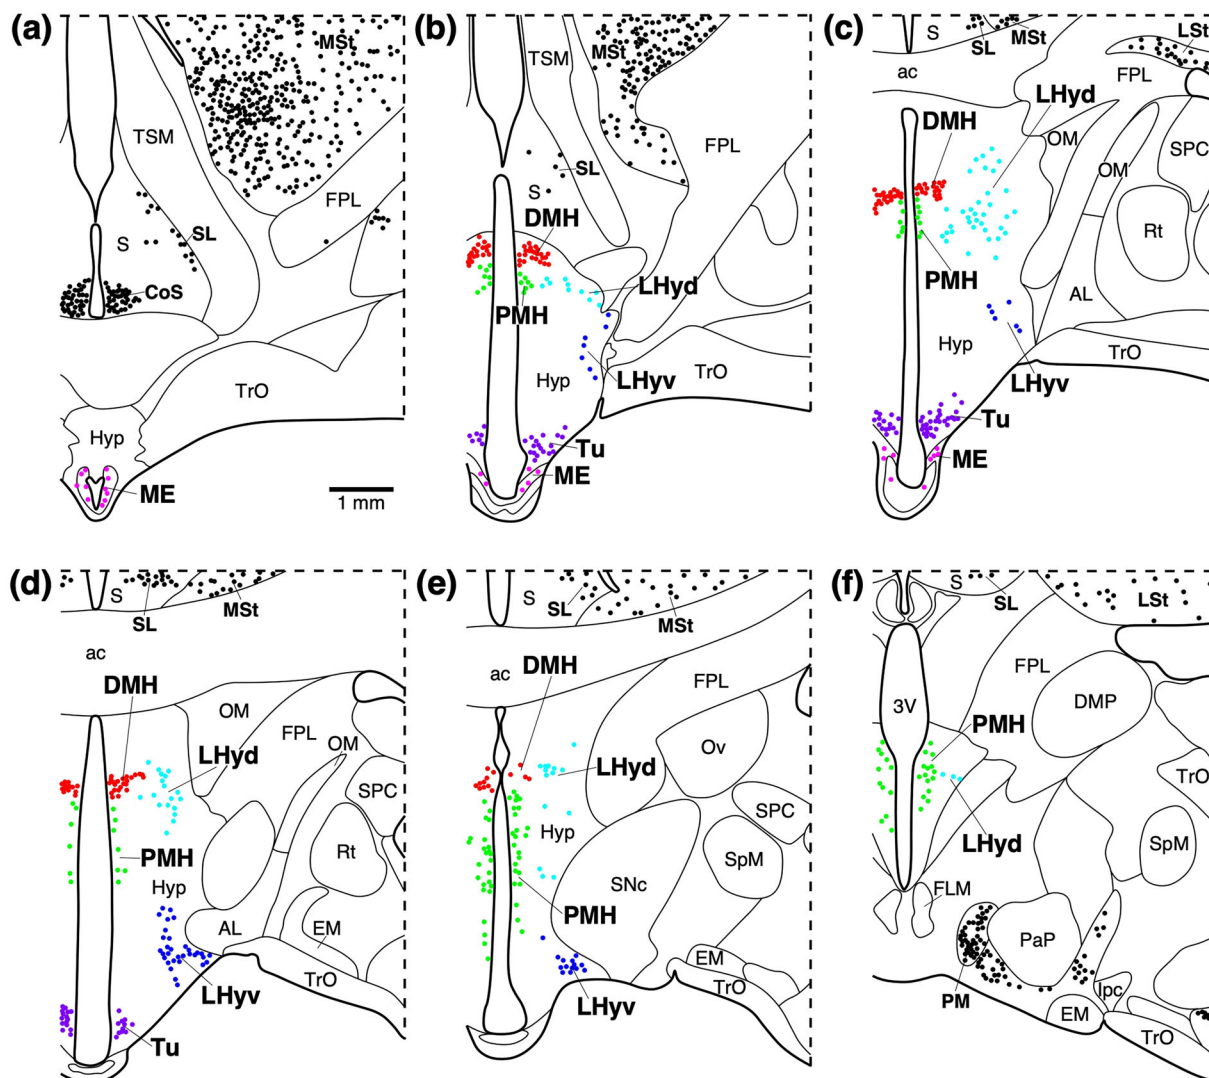 (a)
MSt
TSM
FPL
S
SL
CoS
TrO
Hyp
ME
1 mm
(b)
MSt
TSM
FPL
SL
S
DMH
LHyd
PMH
Hyp
LHyv
TrO
Tu
ME
(c)
S
SL
MSt
LSt
ac
FPL
LHyd
DMH
OM
OM
SPC
Rt
PMH
AL
Hyp
TrO
LHyv
Tu
ME
(d)
S
SL
MSt
ac
DMH
OM
FPL
OM
LHyd
SPC
PMH
Rt
Hyp
AL
EM
LHyv
TrO
Tu
(e)
S
SL
MSt
ac
DMH
FPL
LHyd
Ov
Hyp
SPC
SpM
SNc
PMH
EM
LHyv
TrO
(f)
S
SL
LSt
FPL
3V
DMP
PMH
TrO
LHyd
SpM
FLM
PaP
PM
Ipc
EM
TrO